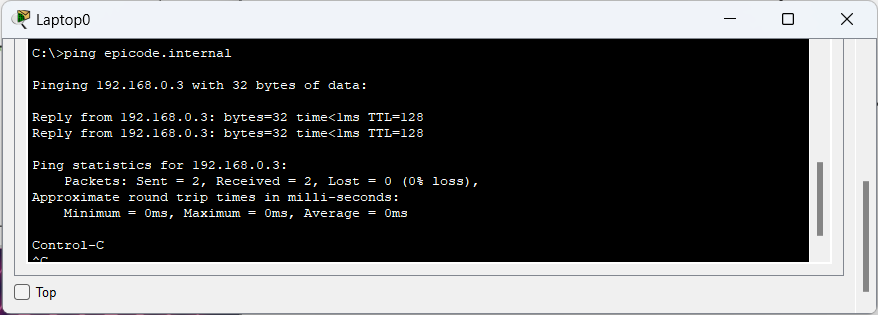 Laptop0
C:\>ping epicode.internal
Pinging 192.168.0.3 with 32 bytes of data:
Reply from 192.168.0.3: bytes=32 time<1ms TTL=128
Reply from 192.168.0.3: bytes=32 time<1ms TTL=128
Ping statistics for 192.168.0.3:
    Packets: Sent = 2, Received = 2, Lost = 0 (0% loss),
Approximate round trip times in milli-seconds:
    Minimum = 0ms, Maximum = 0ms, Average = 0ms
Control-C
^C
Top